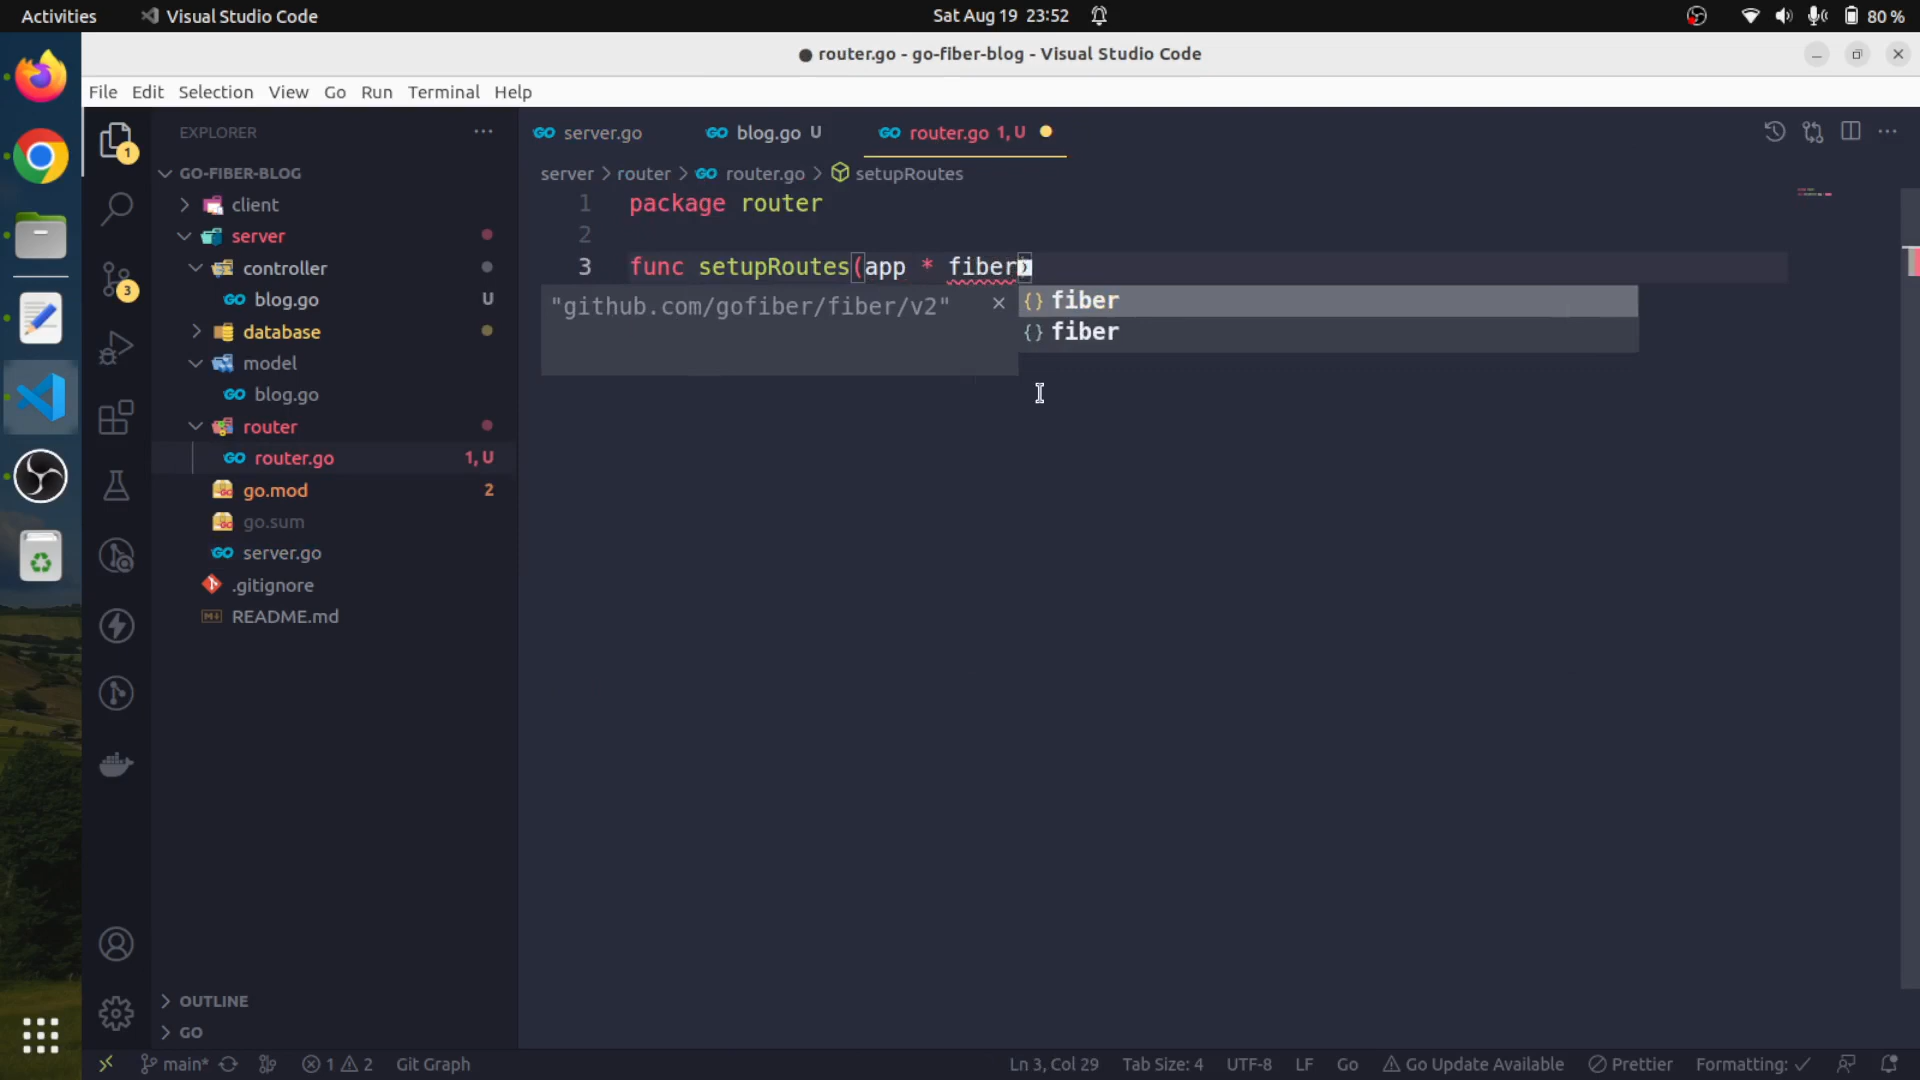 Activities
Visual Studio Code
Sat Aug 19 23:52
80 %
router.go - go-fiber-blog - Visual Studio Code
File Edit Selection View Go Run Terminal Help
EXPLORER
GO-FIBER-BLOG
client
server
controller
blog.go U
database
model
blog.go
router
router.go 1, U
go.mod 2
go.sum
server.go
.gitignore
README.md
OUTLINE
GO
1
3
server.go
blog.go U
router.go 1, U
server > router > router.go > setupRoutes
1 package router
2
3 func setupRoutes(app * fiber)
"github.com/gofiber/fiber/v2"
{} fiber
{} fiber
main* 1 2 Git Graph
Ln 3, Col 29 Tab Size: 4 UTF-8 LF Go Go Update Available Prettier Formatting: